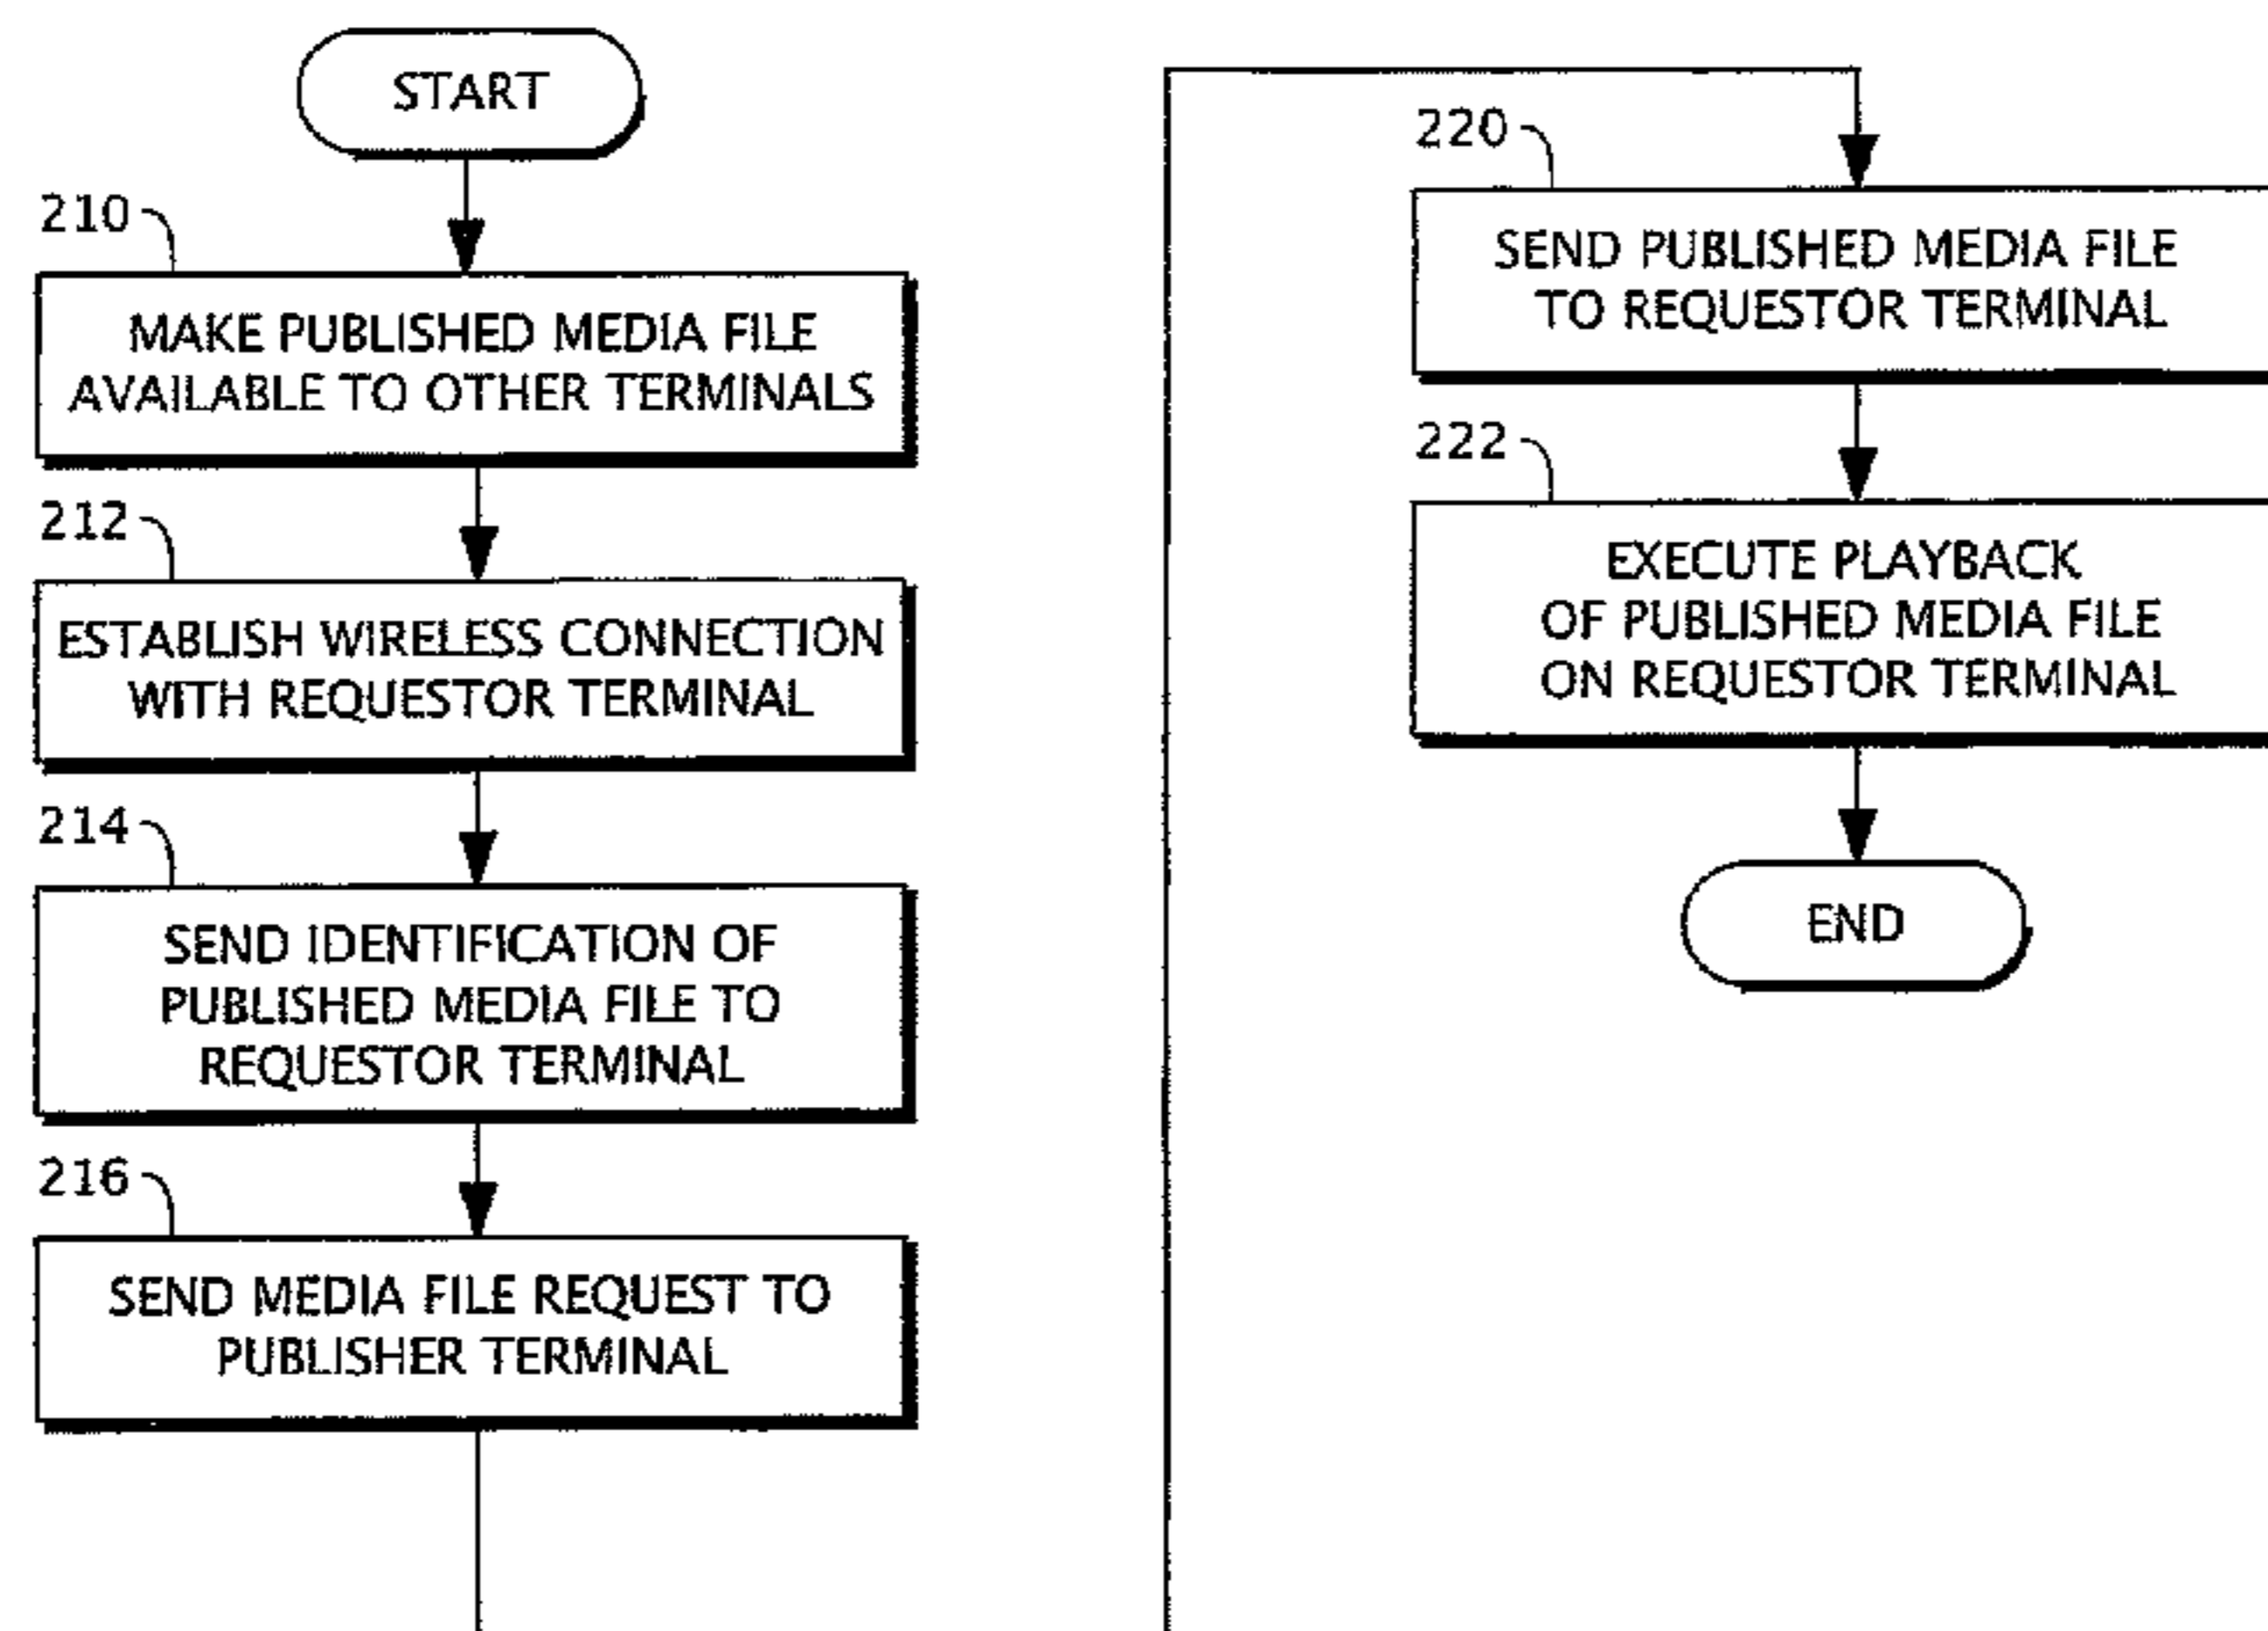 START
210
MAKE PUBLISHED MEDIA FILE
AVAILABLE TO OTHER TERMINALS
212
ESTABLISH WIRELESS CONNECTION
WITH REQUESTOR TERMINAL
214
SEND IDENTIFICATION OF
PUBLISHED MEDIA FILE TO
REQUESTOR TERMINAL
216
SEND MEDIA FILE REQUEST TO
PUBLISHER TERMINAL
220
SEND PUBLISHED MEDIA FILE
TO REQUESTOR TERMINAL
222
EXECUTE PLAYBACK
OF PUBLISHED MEDIA FILE
ON REQUESTOR TERMINAL
END